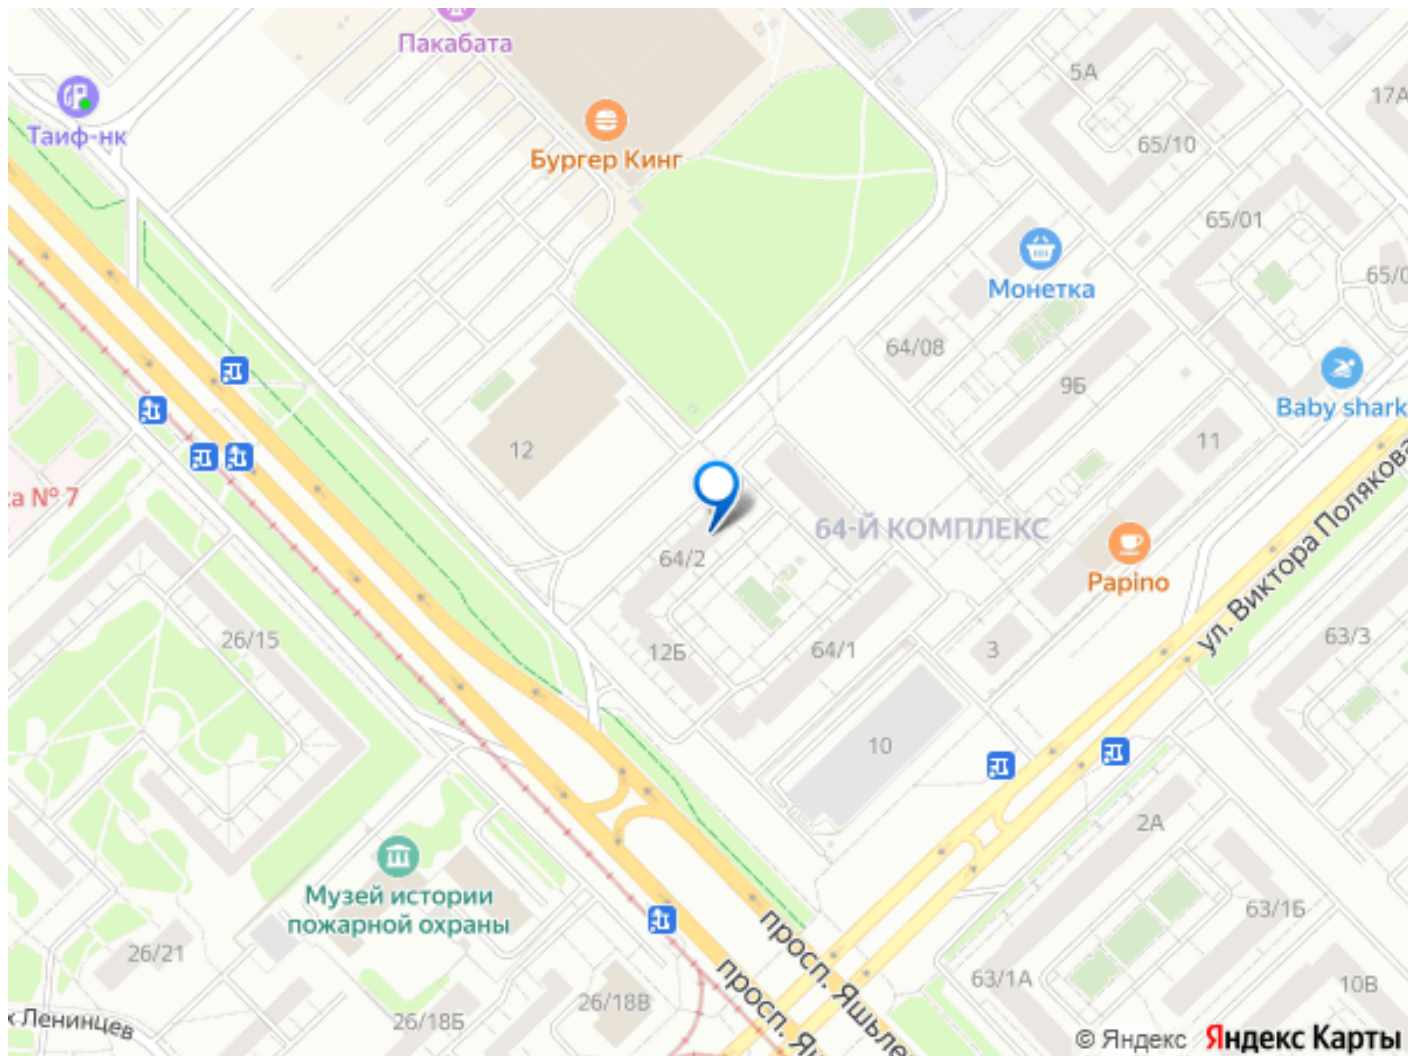 Пакабата
5А
17А
Таиф-нк
65/10
Бургер Кинг
65/01
65/0
Монетка
64/08
9Б
Baby shark
12
11
а № 7
64-Й КОМПЛЕКС
ул. Виктора Полякова
64/2
Papino
26/15
12Б
64/1
3
63/3
10
2А
Музей истории
пожарной охраны
63/1Б
просп. Яшьле
26/21
просп. Я
63/1А
10В
26/18В
к Ленинцев
26/18Б
© Яндекс Яндекс Карты